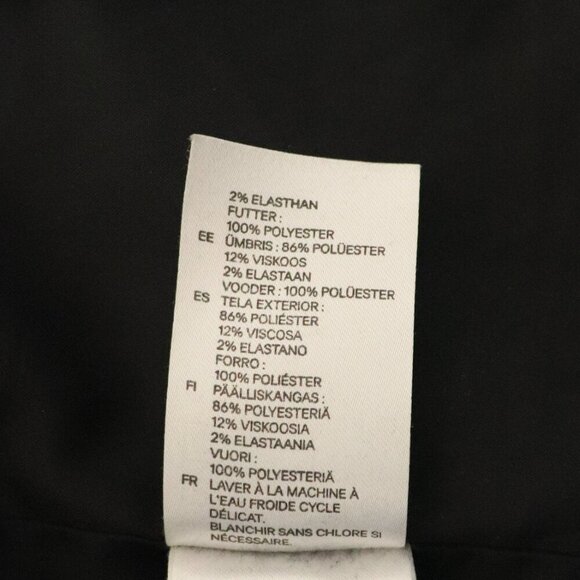 2% ELASTHAN
FUTTER :
100% POLYESTER
EE ÜMBRIS : 86% POLÜESTER
12% VISKOOS
2% ELASTAAN
VOODER : 100% POLÜESTER
ES TELA EXTERIOR :
86% POLIÉSTER
12% VISCOSA
2% ELASTANO
FORRO :
100% POLIÉSTER
FI PÄÄLLISKANGAS :
86% POLYESTERIÄ
12% VISKOOSIA
2% ELASTAANIA
VUORI :
100% POLYESTERIÄ
FR LAVER À LA MACHINE À
L'EAU FROIDE CYCLE
DÉLICAT.
BLANCHIR SANS CHLORE SI
NÉCESSAIRE.